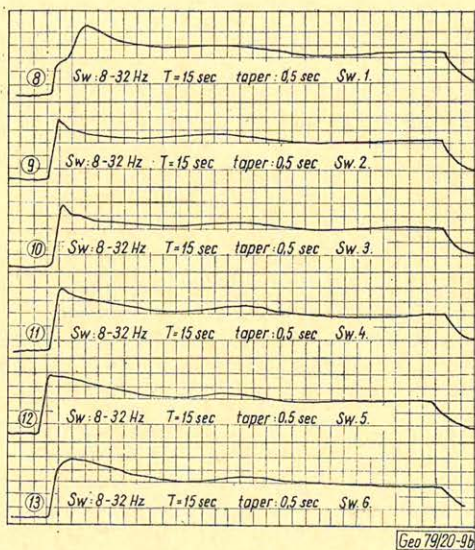 8 Sw:8-32 Hz T=15 sec taper:0,5 sec Sw.1.
9 Sw:8-32 Hz T=15 sec taper:0,5 sec Sw.2.
10 Sw:8-32 Hz T=15 sec taper:0,5 sec Sw.3.
11 Sw:8-32 Hz T=15 sec taper:0,5 sec Sw.4.
12 Sw:8-32 Hz T=15 sec taper:0.5 sec Sw.5.
13 Sw:8-32 Hz T=15 sec taper:0,5 sec Sw.6.
Geo 79/20-9b